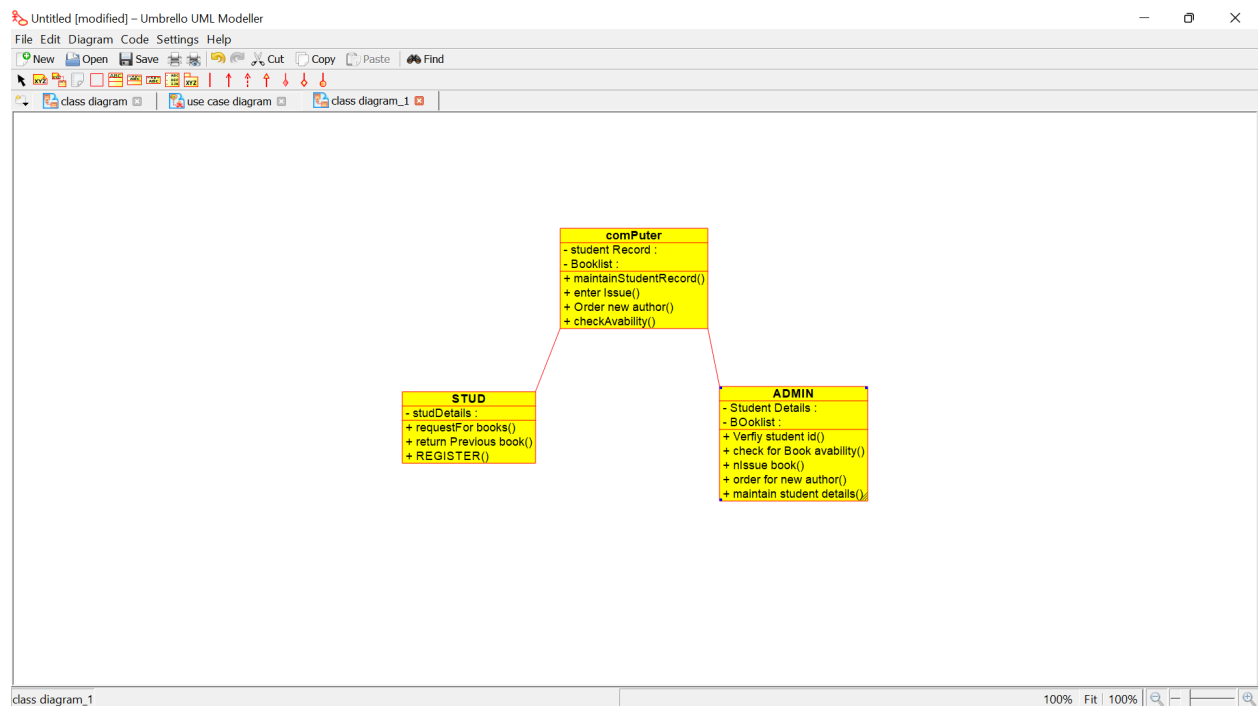 Untitled [modified] – Umbrello UML Modeller
File Edit Diagram Code Settings Help
New Open Save Cut Copy Paste Find
class diagram use case diagram class diagram_1
comPuter
- student Record :
- Booklist :
+ maintainStudentRecord()
+ enter Issue()
+ Order new author()
+ checkAvability()
STUD
- studDetails :
+ requestFor books()
+ return Previous book()
+ REGISTER()
ADMIN
- Student Details :
- BOoklist :
+ Verfiy student id()
+ check for Book avability()
+ nIssue book()
+ order for new author()
+ maintain student details()
class diagram_1
100% Fit 100%